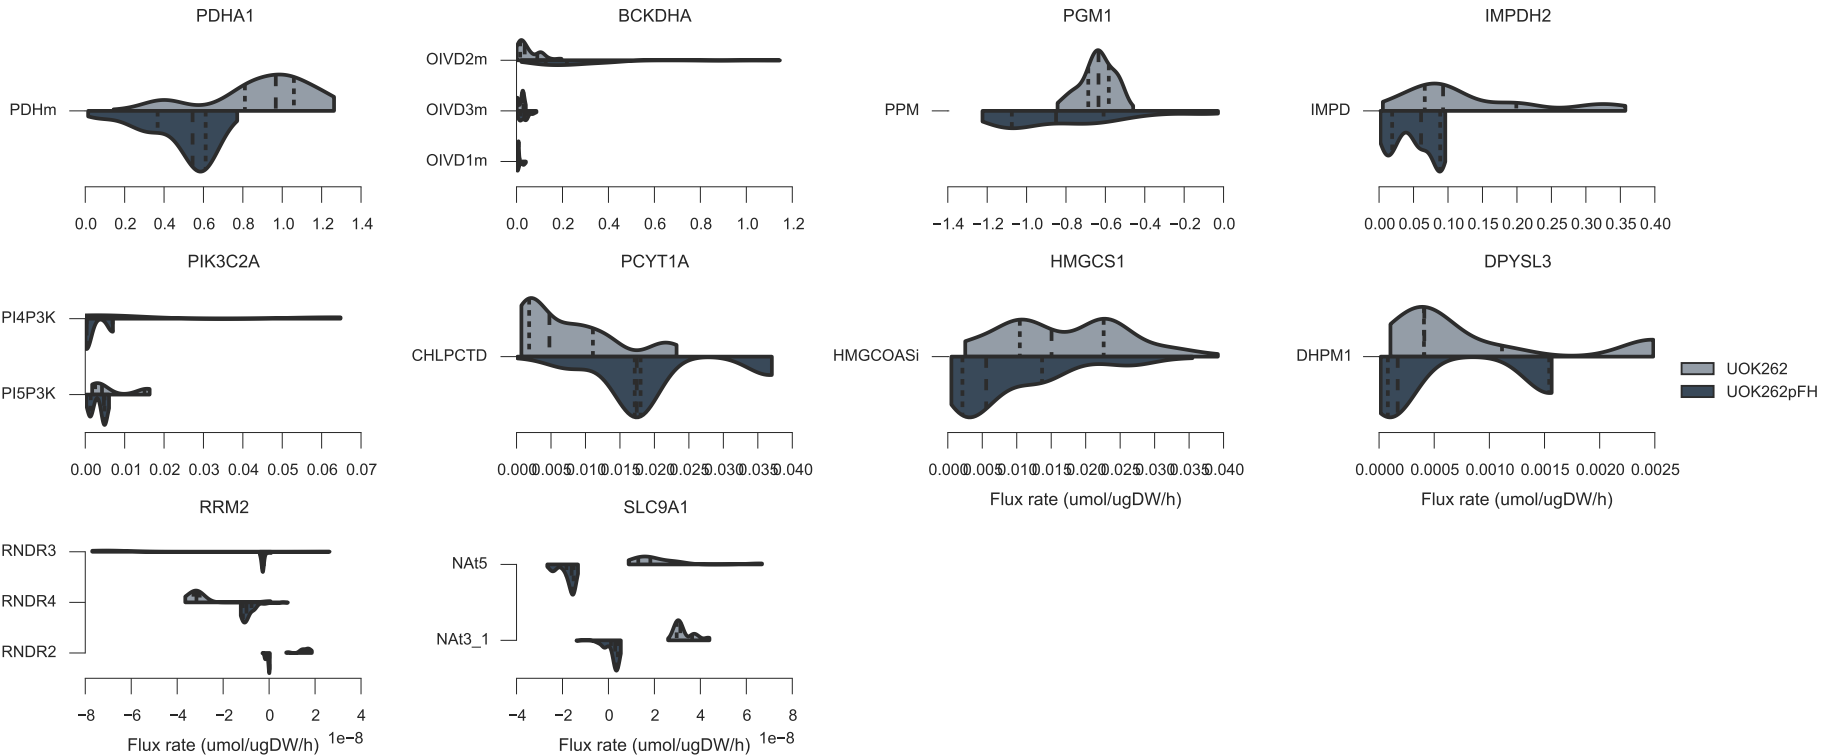 PDHA1 BCKDHA PGM1 IMPDH2
OIVD2m
PDHm OIVD3m PPM IMPD
OIVD1m
0.0 0.2 0.4 0.6 0.8 1.0 1.2 1.4 0.0 0.2 0.4 0.6 0.8 1.0 1.2 −1.4 −1.2 −1.0 −0.8 −0.6 −0.4 −0.2 0.0 0.00 0.05 0.10 0.15 0.20 0.25 0.30 0.35 0.40
PIK3C2A PCYT1A HMGCS1 DPYSL3
PI4P3K
CHLPCTD HMGCOASi DHPM1
UOK262
PI5P3K UOK262pFH
0.00 0.01 0.02 0.03 0.04 0.05 0.06 0.07 0.000 0.005 0.010 0.015 0.020 0.025 0.030 0.035 0.040 0.000 0.005 0.010 0.015 0.020 0.025 0.030 0.035 0.040 0.0000 0.0005 0.0010 0.0015 0.0020 0.0025
Flux rate (umol/ugDW/h) Flux rate (umol/ugDW/h)
RRM2 SLC9A1
RNDR3
NAt5
RNDR4
NAt3_1
RNDR2
−8 −6 −4 −2 0 2 4 −4 −2 0 2 4 6 8
Flux rate (umol/ugDW/h) 1e−8 Flux rate (umol/ugDW/h) 1e−8